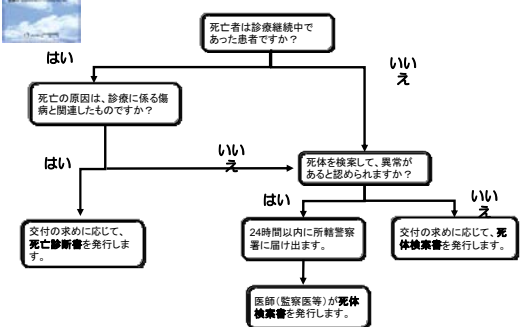 死亡者は診療継続中で
あった患者ですか？
はい
いい
え
死亡の原因は、診療に係る傷
病と関連したものですか？
はい
いい
え
死体を検案して、異常が
あると認められますか？
はい
いい
え
交付の求めに応じて、
死亡診断書を発行しま
す。
24時間以内に所轄警察
署に届け出ます。
交付の求めに応じて、死
体検案書を発行します。
医師（監察医等）が死体
検案書を発行します。